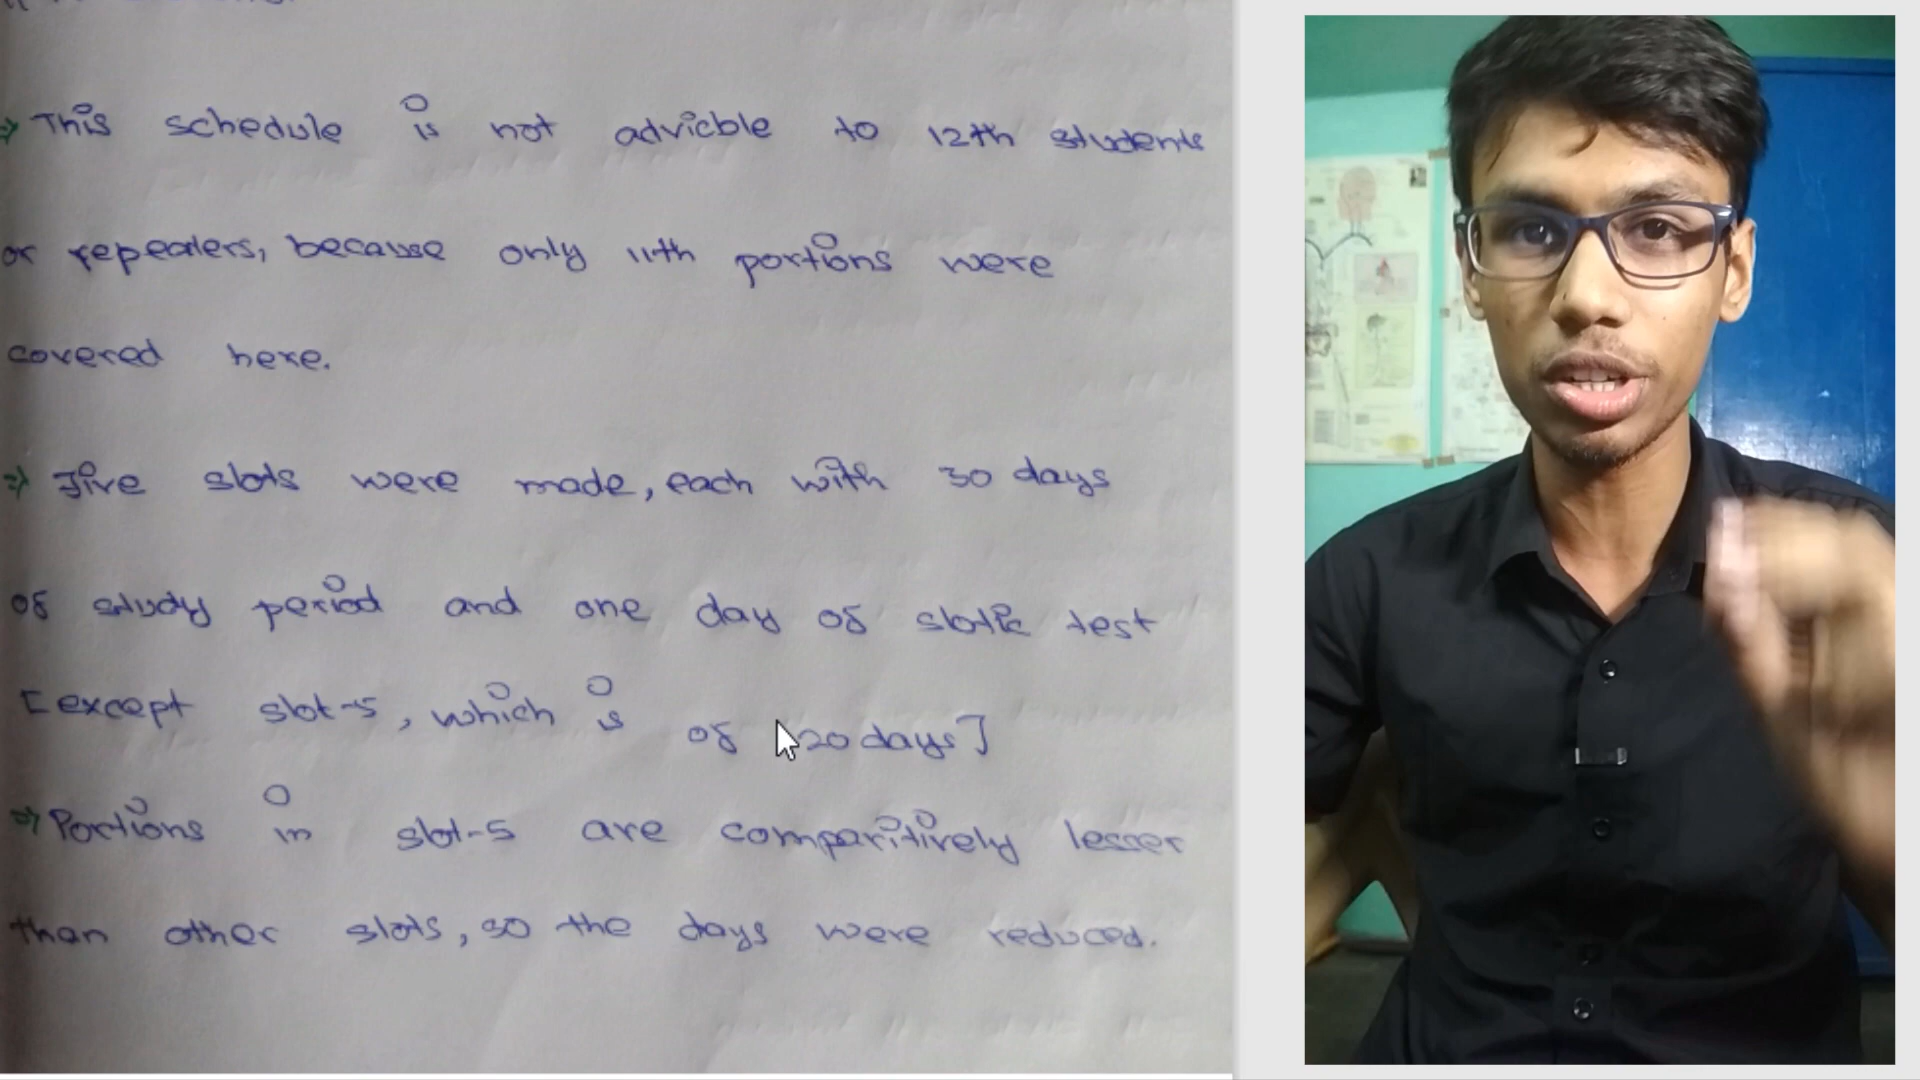 ⇒ This schedule is not advicble to 12th students
or repeaters, because only 11th portions were
covered here.
⇒ Five slots were made, each with 30 days
of study period and one day of slotic test
[except slot-5, which is of 20 days]
⇒ Portions in slot-5 are comparitively lesser
than other slots, so the days were reduced.